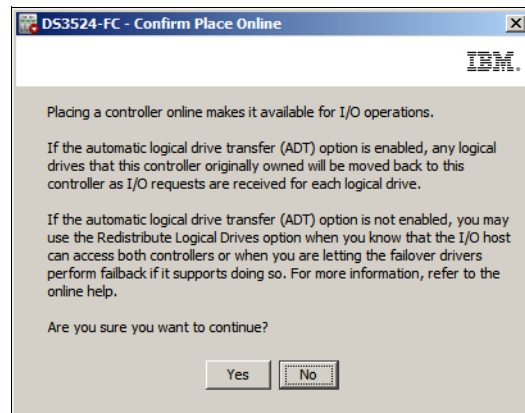 DS3524-FC - Confirm Place Online
IBM.
Placing a controller online makes it available for I/O operations.
If the automatic logical drive transfer (ADT) option is enabled, any logical
drives that this controller originally owned will be moved back to this
controller as I/O requests are received for each logical drive.
If the automatic logical drive transfer (ADT) option is not enabled, you may
use the Redistribute Logical Drives option when you know that the I/O host
can access both controllers or when you are letting the failover drivers
perform failback if it supports doing so. For more information, refer to the
online help.
Are you sure you want to continue?
Yes No